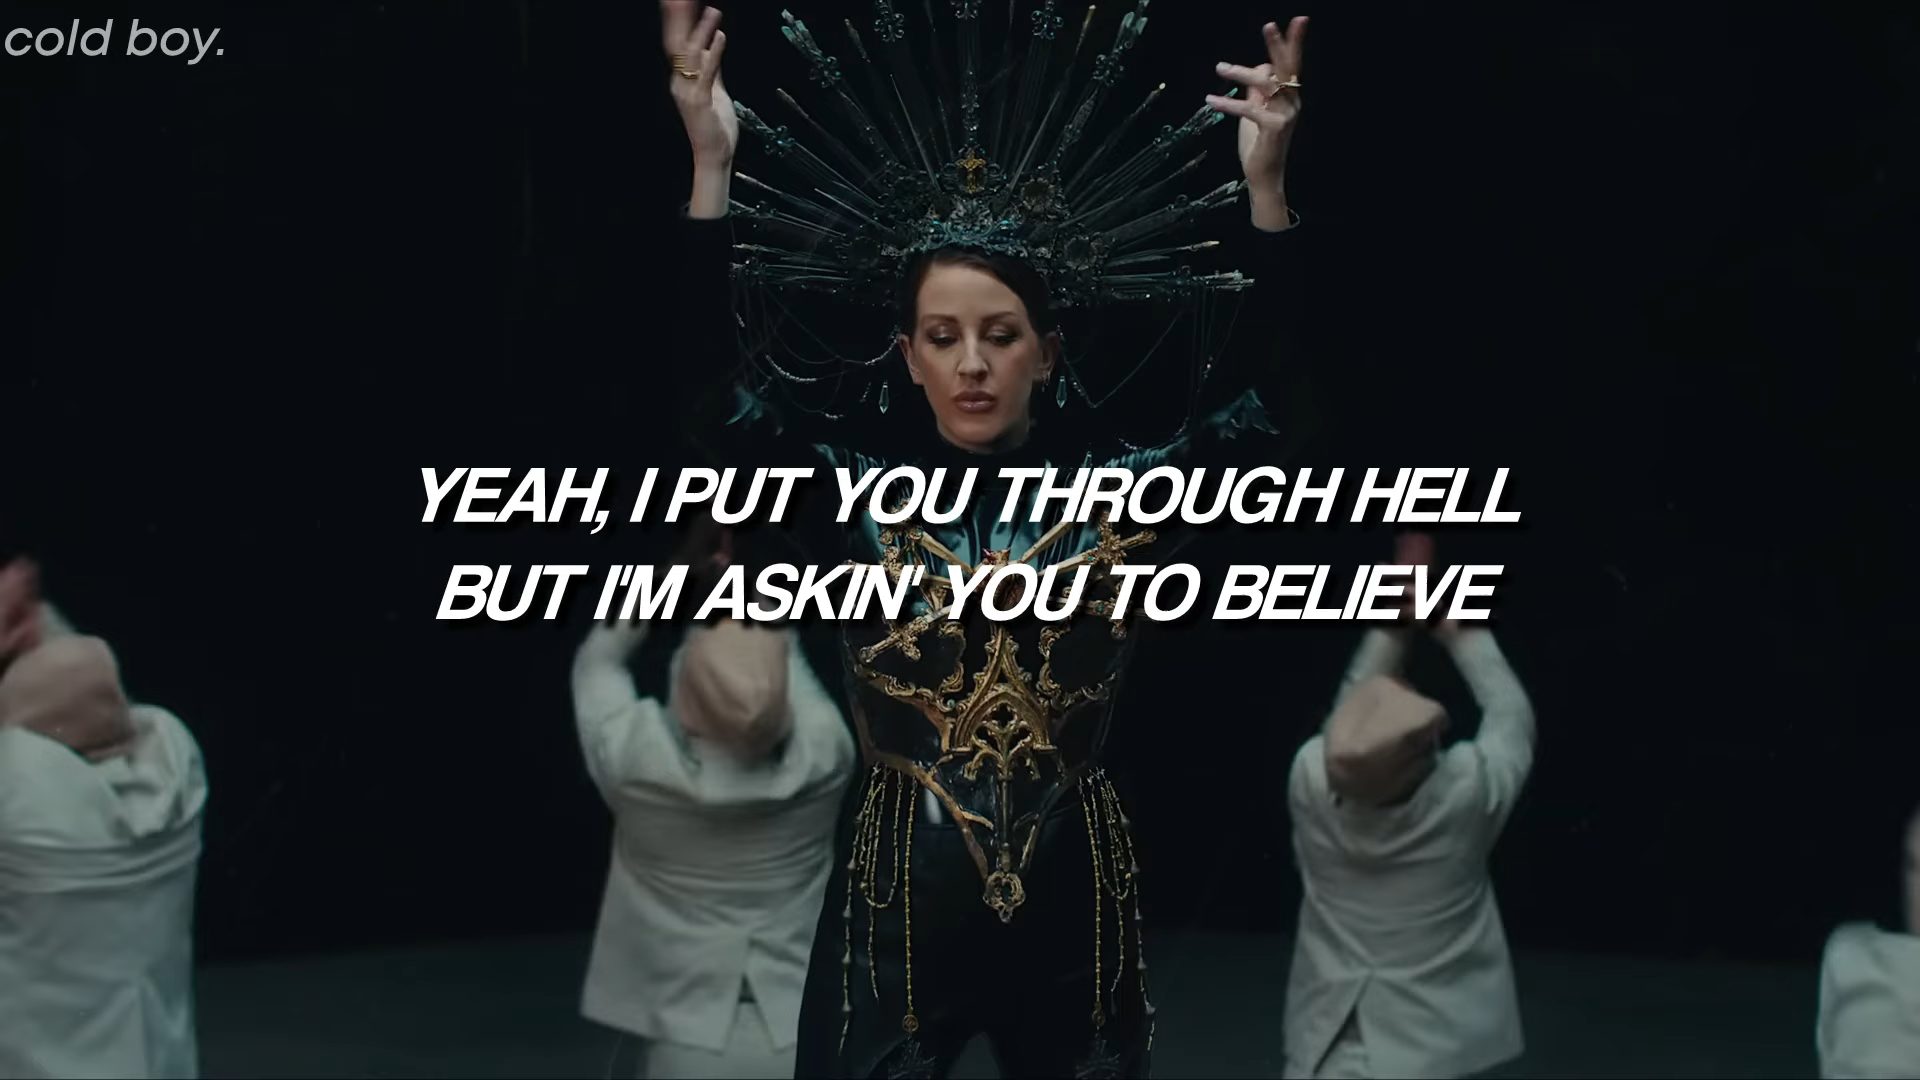 cold boy.
YEAH, I PUT YOU THROUGH HELL
BUT I'M ASKIN' YOU TO BELIEVE